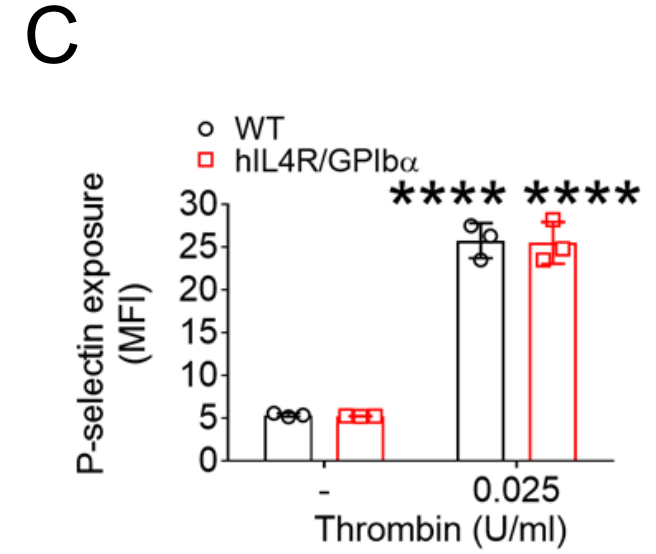 C
WT
hIL4R/GPIbα
**** ****
P-selectin exposure
(MFI)
30
25
20
15
10
5
0
- 0.025
Thrombin (U/ml)